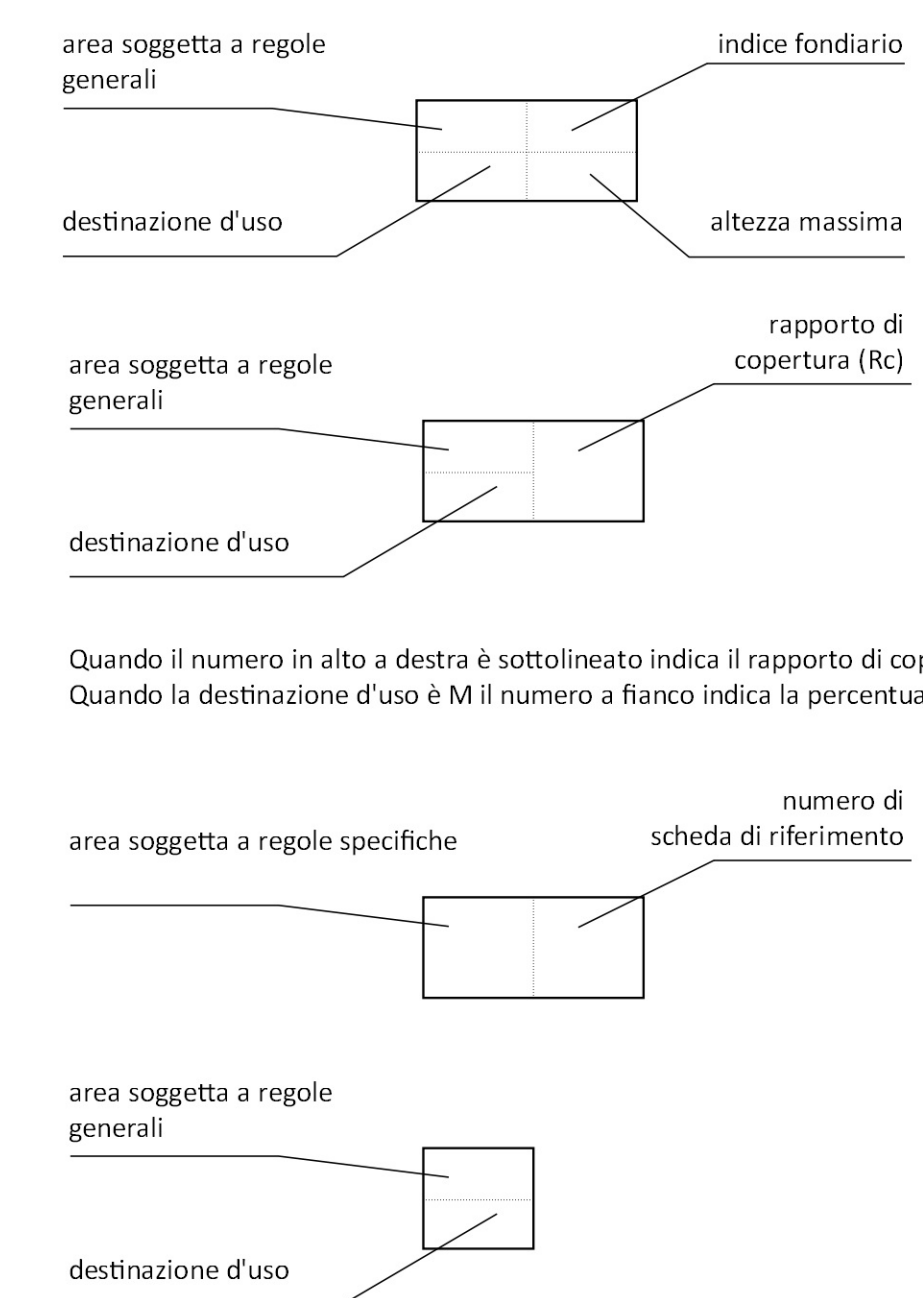 area soggetta a regole
generali
indice fondiario
destinazione d'uso
altezza massima
rapporto di
copertura (Rc)
area soggetta a regole
generali
destinazione d'uso
Quando il numero in alto a destra è sottolineato indica il rapporto di
Quando la destinazione d'uso è M il numero a fianco indica la
numero di
scheda di riferimento
area soggetta a regole specifiche
area soggetta a regole
generali
destinazione d'uso